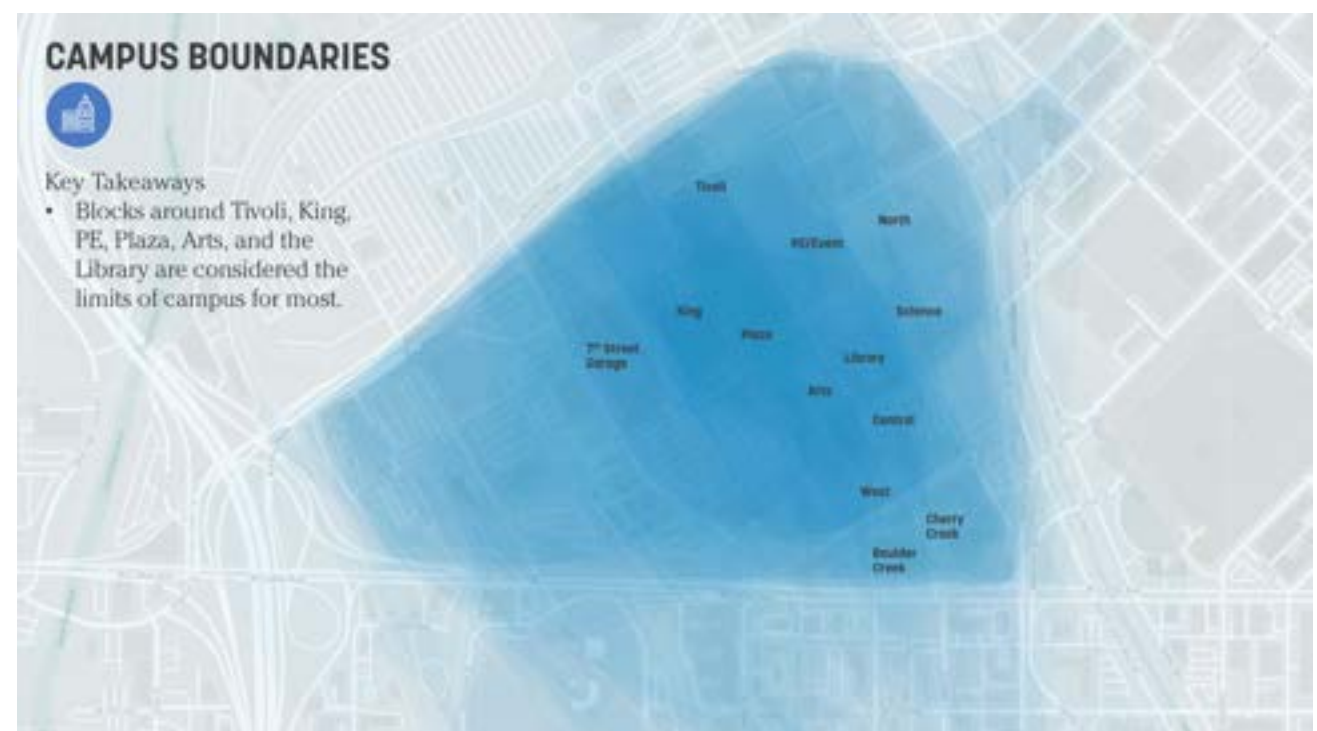 CAMPUS BOUNDARIES
Key Takeaways
• Blocks around Tivoli, King,
PE, Plaza, Arts, and the
Library are considered the
limits of campus for most.
Tivoli
North
PE/Event
King
Science
Plaza
7th Street
Garage
Library
Arts
Central
West
Cherry
Creek
Boulder
Creek